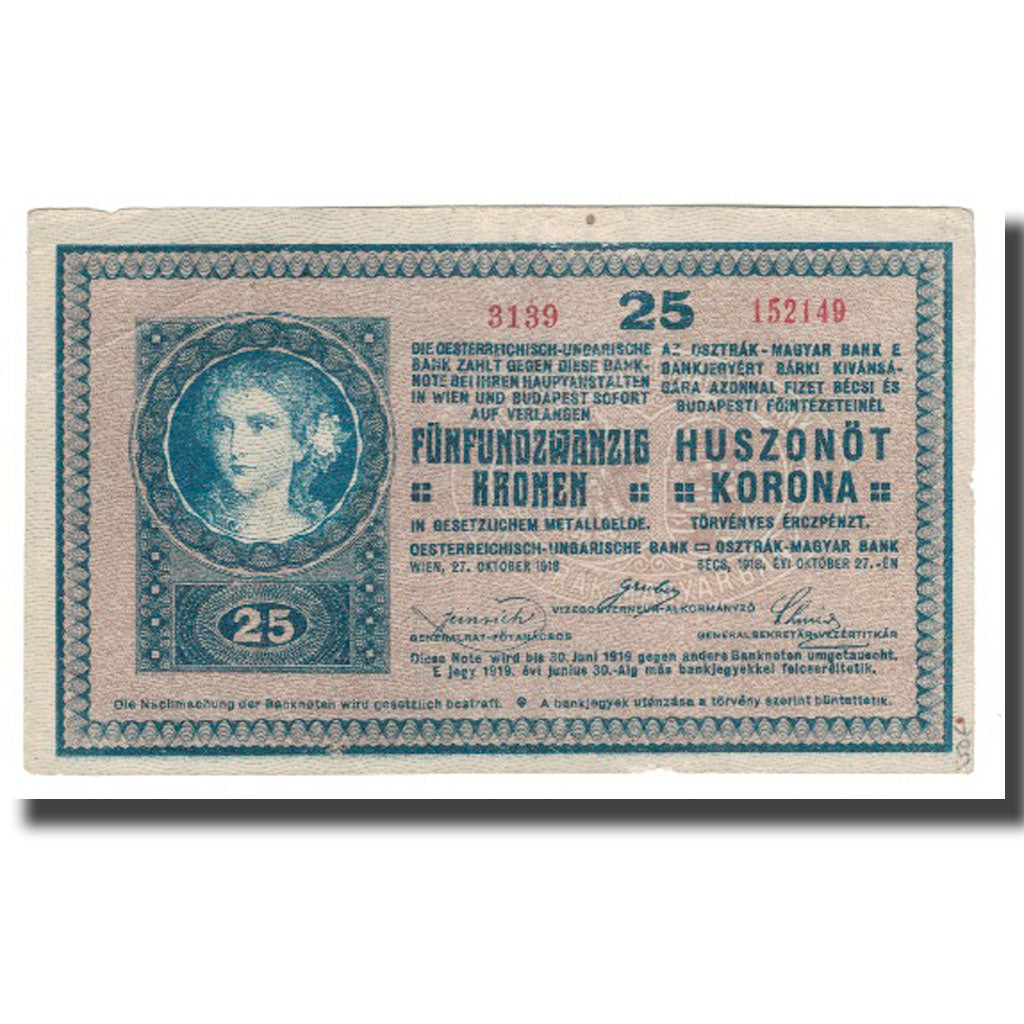 3139 25 152149
DIE OESTERREICHISCH-UNGARISCHE
BANK ZAHLT GEGEN DIESE BANK-
NOTE BEI IHREN HAUPTANSTALTEN
IN WIEN UND BUDAPEST SOFORT
AUF VERLANGEN
FÜNFUNDZWANZIG
KRONEN
IN GESETZLICHEM METALLGELDE.
AZ OSZTRÁK-MAGYAR BANK E
BANKJEGYÉRT BÁRKI KIVÁNSÁ-
GÁRA AZONNAL FIZET BÉCSI ÉS
BUDAPESTI FŐINTÉZETEINÉL
HUSZONÖT
KORONA
TÖRVÉNYES ÉRCZPÉNZT.
OESTERREICHISCH-UNGARISCHE BANK = OSZTRÁK-MAGYAR BANK
WIEN, 27. OKTOBER 1918 BÉCS, 1918. ÉVI OKTÓBER 27.-ÉN
Gruber
VIZEGOUVERNEUR-ALKORMÁNYZÓ
GENERALRAT-FŐTANÁCSOS GENERALSEKRETÄR-VEZÉRTITKÁR
Diese Note wird bis 30. Juni 1919 gegen andere Banknoten umgetauscht.
E jegy 1919. évi junius 30.-áig más bankjegyekkel felcseréltetik.
25
Die Nachmachung der Banknoten wird gesetzlich bestraft. A bankjegyek utánzása a törvény szerint büntettetik.